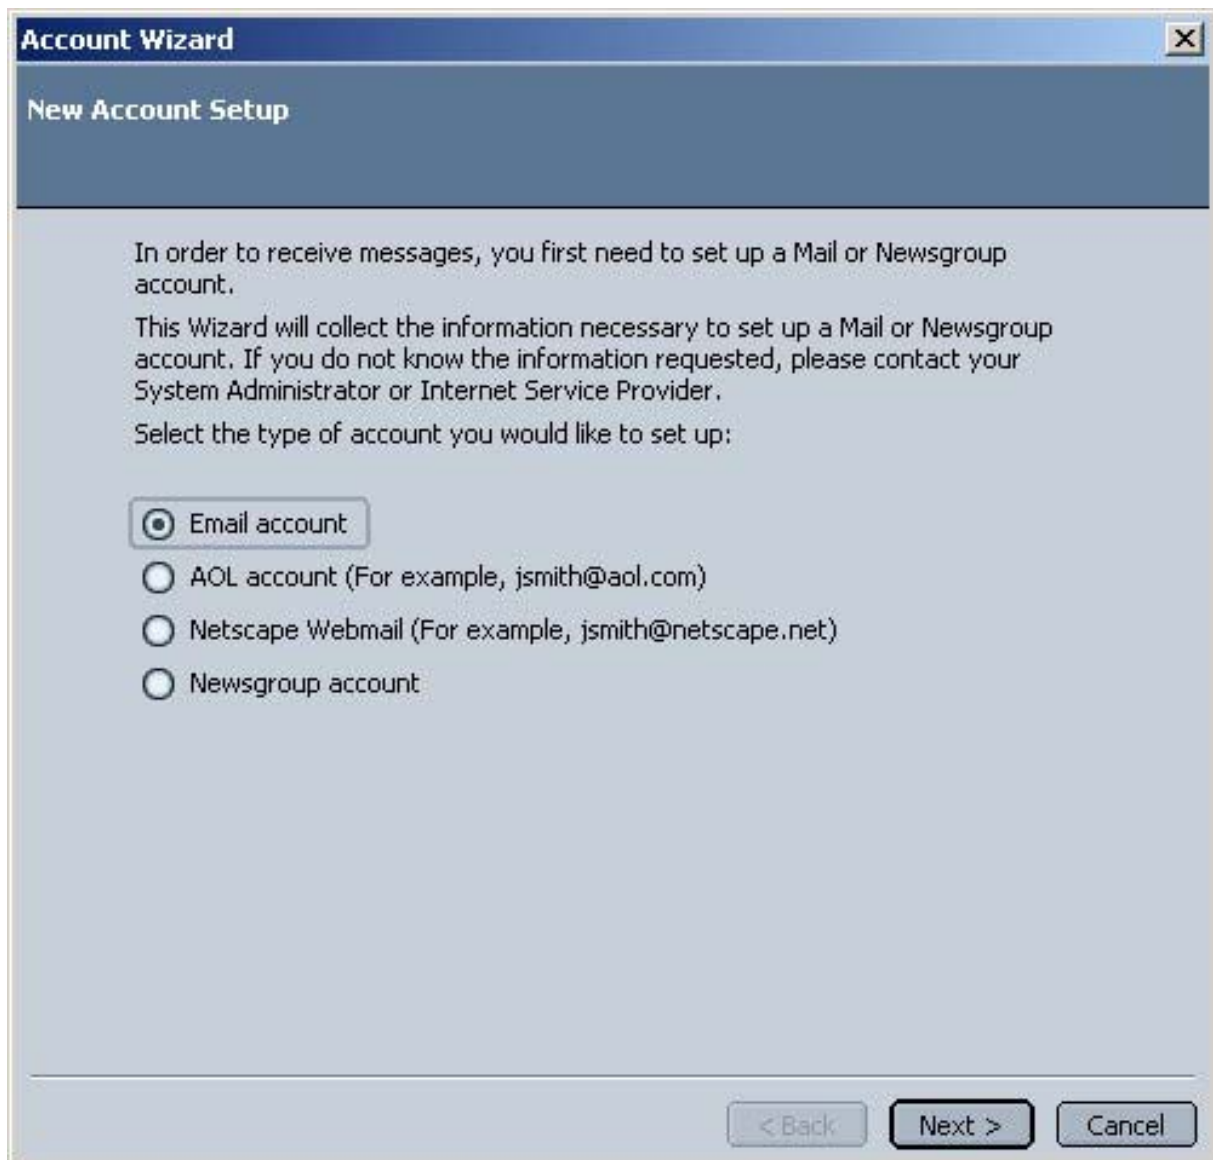 Account Wizard
New Account Setup
In order to receive messages, you first need to set up a Mail or Newsgroup
account.
This Wizard will collect the information necessary to set up a Mail or Newsgroup
account. If you do not know the information requested, please contact your
System Administrator or Internet Service Provider.
Select the type of account you would like to set up:
Email account
AOL account (For example, jsmith@aol.com)
Netscape Webmail (For example, jsmith@netscape.net)
Newsgroup account
< Back Next > Cancel